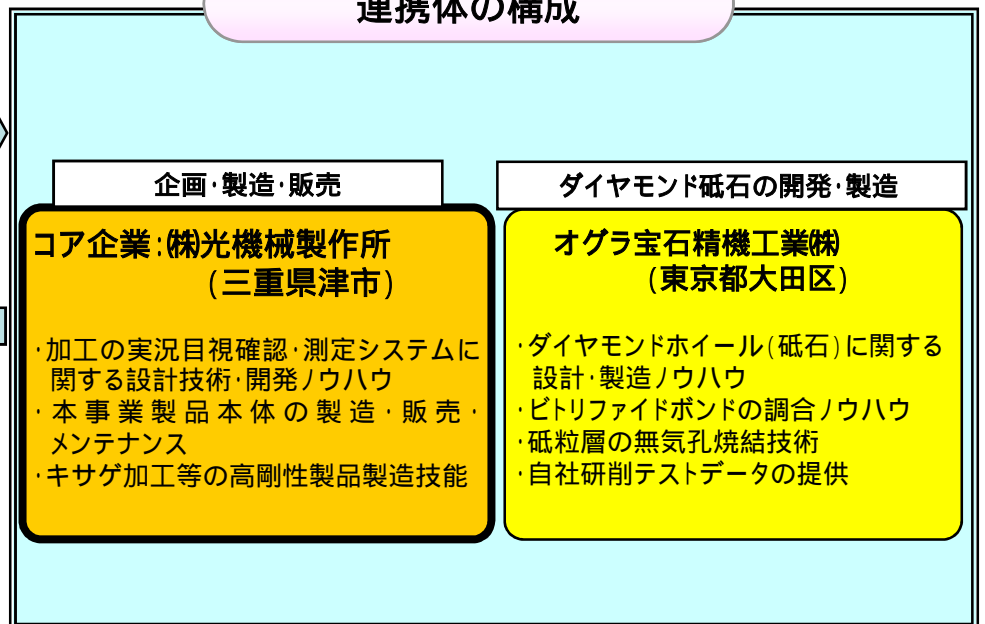 連携体の構成
企画・製造・販売
コア企業:㈱光機械製作所
(三重県津市)
・加工の実況目視確認・測定システムに
関する設計技術・開発ノウハウ
・本事業製品本体の製造・販売・
メンテナンス
・キサゲ加工等の高剛性製品製造技能
ダイヤモンド砥石の開発・製造
オグラ宝石精機工業㈱
(東京都大田区)
・ダイヤモンドホイール(砥石)に関する
設計・製造ノウハウ
・ビトリファイドボンドの調合ノウハウ
・砥粒層の無気孔焼結技術
・自社研削テストデータの提供